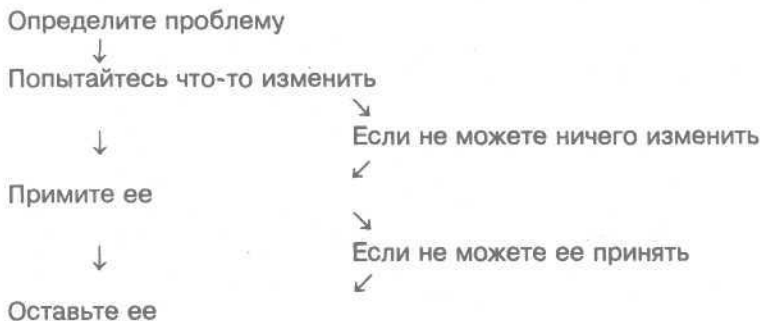 Определите проблему
Попытайтесь что-то изменить
Если не можете ничего изменить
Примите ее
Если не можете ее принять
Оставьте ее